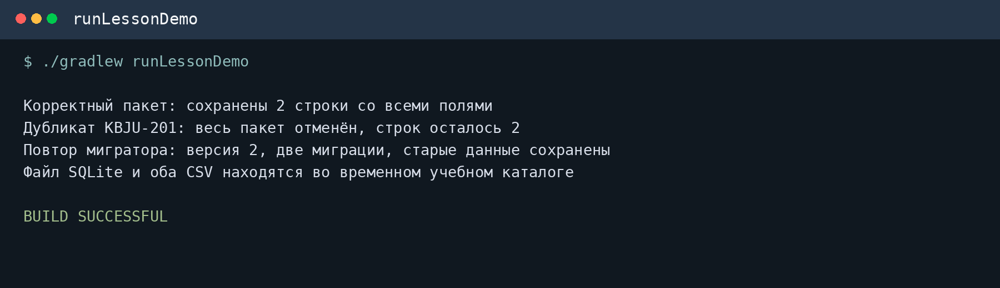 runLessonDemo
$ ./gradlew runLessonDemo
Корректный пакет: сохранены 2 строки со всеми полями
Дубликат KBJU-201: весь пакет отменён, строк осталось 2
Повтор мигратора: версия 2, две миграции, старые данные сохранены
Файл SQLite и оба CSV находятся во временном учебном каталоге
BUILD SUCCESSFUL